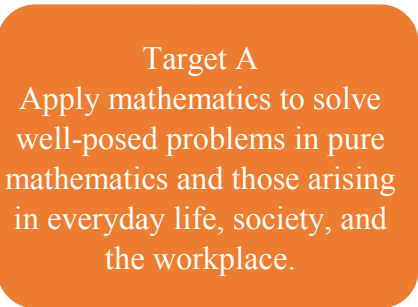 Target A
Apply mathematics to solve
well-posed problems in pure
mathematics and those arising
in everyday life, society, and
the workplace.